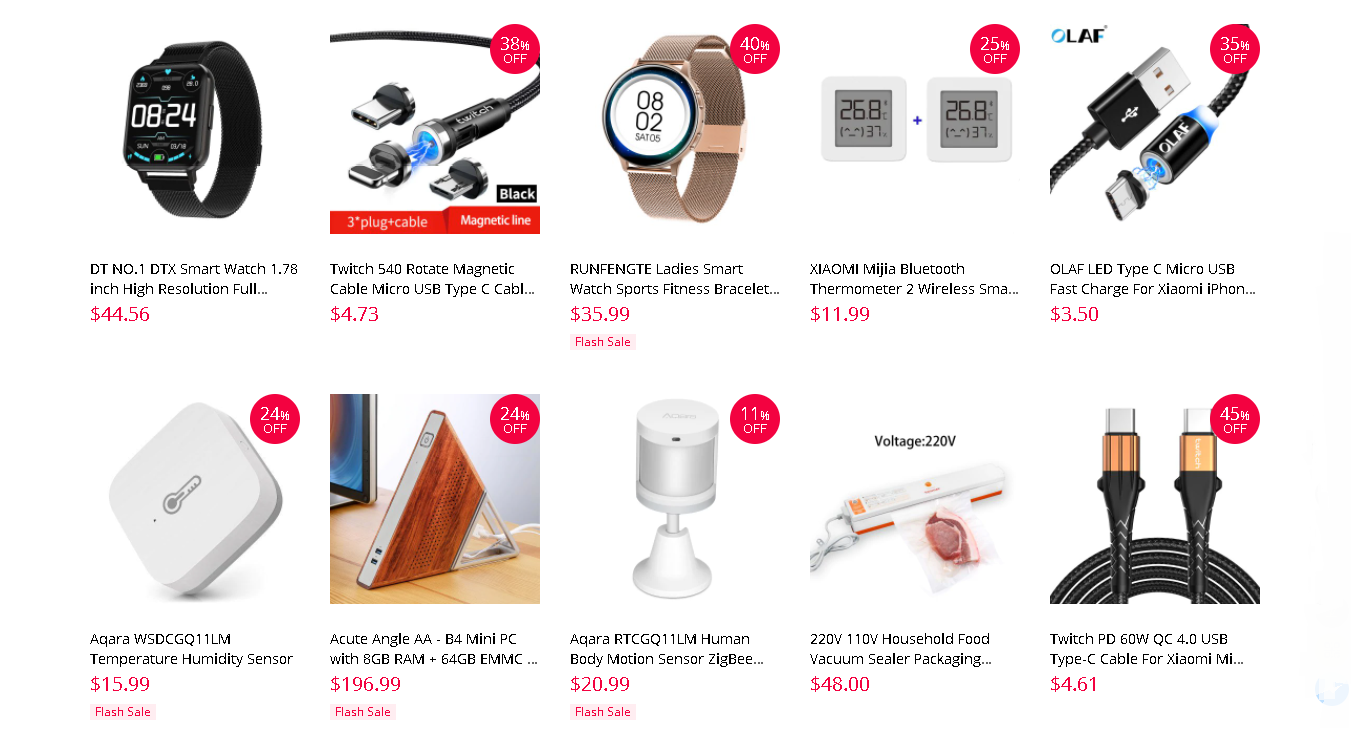 38%
OFF
twitch
Black
3*plug+cable
Magnetic line
40%
OFF
08
02
SAT05
25%
OFF
26.8
37%
+
26.8
37%
OLAF
35%
OFF
OLAF
08:24
SUN
03/18
DT NO.1 DTX Smart Watch 1.78
inch High Resolution Full...
$44.56
Twitch 540 Rotate Magnetic
Cable Micro USB Type C Cabl...
$4.73
RUNFENGTE Ladies Smart
Watch Sports Fitness Bracelet...
$35.99
Flash Sale
XIAOMI Mijia Bluetooth
Thermometer 2 Wireless Sma...
$11.99
OLAF LED Type C Micro USB
Fast Charge For Xiaomi iPhon...
$3.50
24%
OFF
24%
OFF
Aqara
11%
OFF
Voltage:220V
45%
OFF
twitch
Aqara WSDCGQ11LM
Temperature Humidity Sensor
$15.99
Flash Sale
Acute Angle AA - B4 Mini PC
with 8GB RAM + 64GB EMMC ...
$196.99
Flash Sale
Aqara RTCGQ11LM Human
Body Motion Sensor ZigBee...
$20.99
Flash Sale
220V 110V Household Food
Vacuum Sealer Packaging...
$48.00
Twitch PD 60W QC 4.0 USB
Type-C Cable For Xiaomi Mi...
$4.61